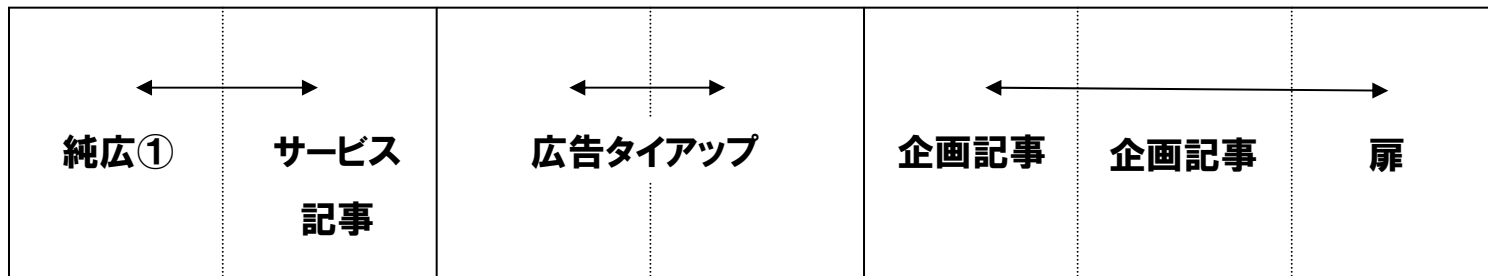 純広①
サービス
記事
広告タイアップ
企画記事
企画記事
扉